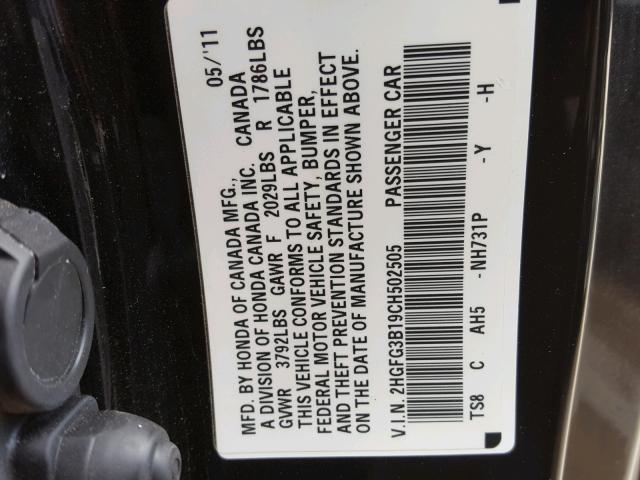 MFD. BY HONDA OF CANADA MFG., 05/'11
A DIVISION OF HONDA CANADA INC. CANADA
GVWR 3792LBS GAWR F 2029LBS R 1786LBS
THIS VEHICLE CONFORMS TO ALL APPLICABLE
FEDERAL MOTOR VEHICLE SAFETY, BUMPER,
AND THEFT PREVENTION STANDARDS IN EFFECT
ON THE DATE OF MANUFACTURE SHOWN ABOVE.
V.I.N. 2HGFG3B19CH502505 PASSENGER CAR
TS8 C AH5 -NH731P -Y -H